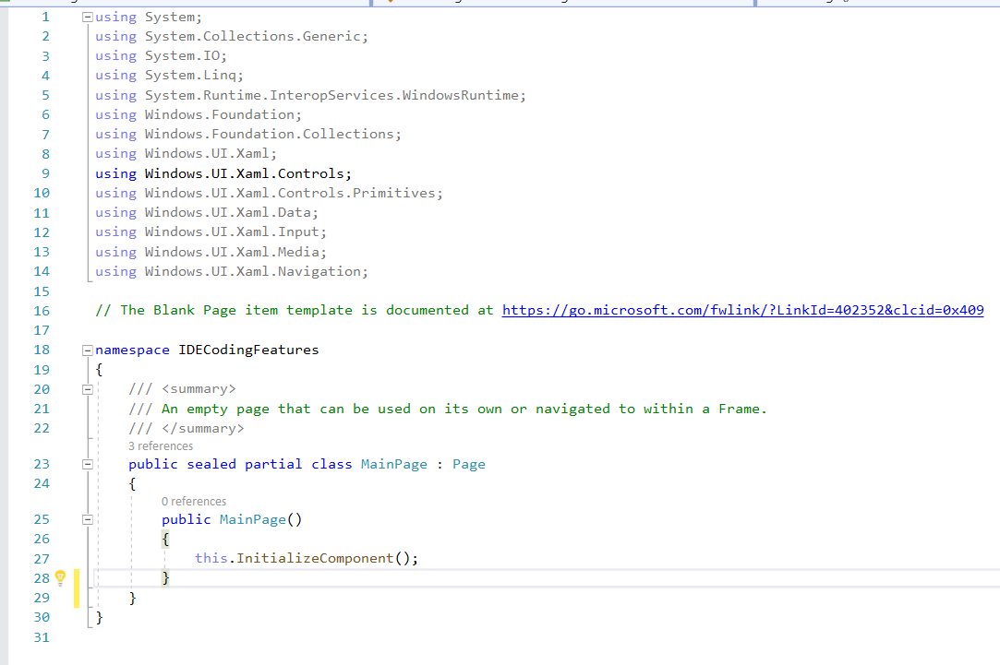 1 using System;
2 using System.Collections.Generic;
3 using System.IO;
4 using System.Linq;
5 using System.Runtime.InteropServices.WindowsRuntime;
6 using Windows.Foundation;
7 using Windows.Foundation.Collections;
8 using Windows.UI.Xaml;
9 using Windows.UI.Xaml.Controls;
10 using Windows.UI.Xaml.Controls.Primitives;
11 using Windows.UI.Xaml.Data;
12 using Windows.UI.Xaml.Input;
13 using Windows.UI.Xaml.Media;
14 using Windows.UI.Xaml.Navigation;
15
16 // The Blank Page item template is documented at https://go.microsoft.com/fwlink/?LinkId=402352&clcid=0x409
17
18 namespace IDECodingFeatures
19 {
20 /// <summary>
21 /// An empty page that can be used on its own or navigated to within a Frame.
22 /// </summary>
3 references
23 public sealed partial class MainPage : Page
24 {
0 references
25 public MainPage()
26 {
27 this.InitializeComponent();
28 }
29 }
30 }
31